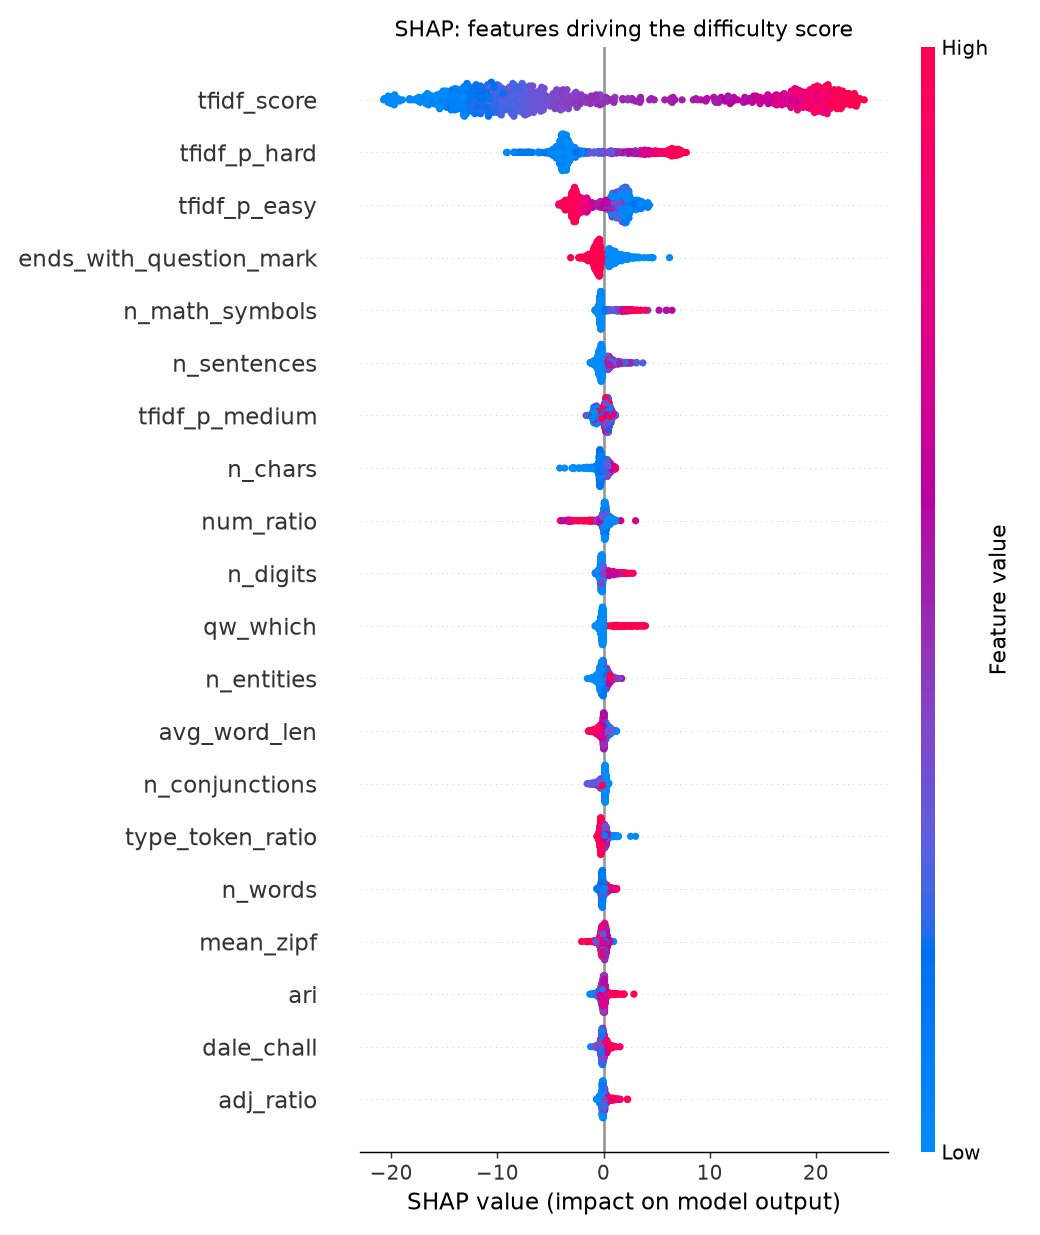 SHAP: features driving the difficulty score
High
tfidf_score
tfidf_p_hard
tfidf_p_easy
ends_with_question_mark
n_math_symbols
n_sentences
tfidf_p_medium
n_chars
num_ratio
n_digits
qw_which
n_entities
avg_word_len
n_conjunctions
type_token_ratio
n_words
mean_zipf
ari
dale_chall
adj_ratio
Feature value
Low
−20 −10 0 10 20
SHAP value (impact on model output)